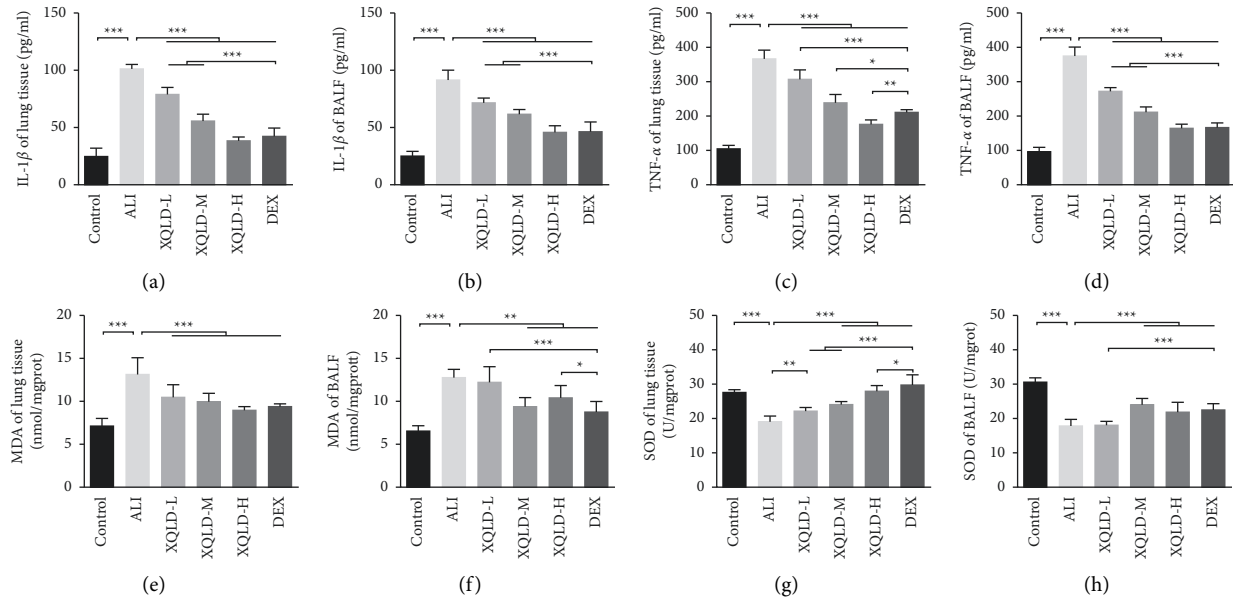 IL-1β of lung tissue (pg/ml)
150
100
50
0
***
***
***
Control
ALI
XQLD-L
XQLD-M
XQLD-H
DEX
(a)
IL-1β of BALF (pg/ml)
150
100
50
0
***
***
***
Control
ALI
XQLD-L
XQLD-M
XQLD-H
DEX
(b)
TNF-α of lung tissue (pg/ml)
500
400
300
200
100
0
***
***
***
*
**
Control
ALI
XQLD-L
XQLD-M
XQLD-H
DEX
(c)
TNF-α of BALF (pg/ml)
500
400
300
200
100
0
***
***
***
Control
ALI
XQLD-L
XQLD-M
XQLD-H
DEX
(d)
MDA of lung tissue
(nmol/mgprot)
20
15
10
5
0
***
***
Control
ALI
XQLD-L
XQLD-M
XQLD-H
DEX
(e)
MDA of BALF
(nmol/mgprott)
20
15
10
5
0
***
**
***
*
Control
ALI
XQLD-L
XQLD-M
XQLD-H
DEX
(f)
SOD of lung tissue
(U/mgprot)
50
40
30
20
10
0
***
***
***
**
*
Control
ALI
XQLD-L
XQLD-M
XQLD-H
DEX
(g)
SOD of BALF (U/mgrot)
50
40
30
20
10
0
***
***
***
Control
ALI
XQLD-L
XQLD-M
XQLD-H
DEX
(h)